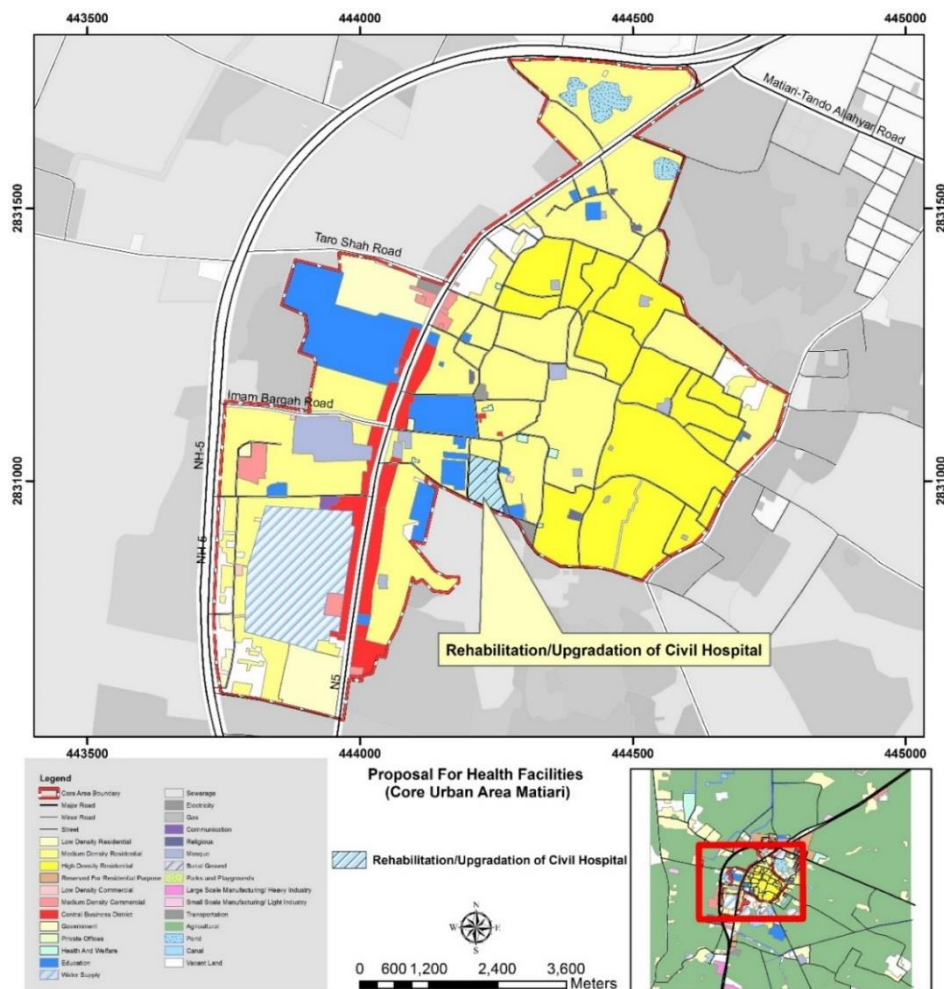 443500 444000 444500 445000
Matiari-Tando Allahyar Road
2831500
2831500
Taro Shah Road
Imam Bargah Road
NH-5
2831000
2831000
NH-5
Rehabilitation/Upgradation of Civil Hospital
N5
443500 444000 444500 445000
Legend
Core Area Boundary
Major Road
Minor Road
Street
Low Density Residential
Medium Density Residential
High Density Residential
Reserved For Residential Purpose
Low Density Commercial
Medium Density Commercial
Central Business District
Government
Private Offices
Health And Welfare
Education
Water Supply
Sewerage
Electricity
Gas
Communication
Religious
Mosque
Burial Ground
Parks and Playgrounds
Large Scale Manufacturing/ Heavy Industry
Small Scale Manufacturing/ Light Industry
Transportation
Agricultural
Pond
Canal
Vacant Land
Proposal For Health Facilities
(Core Urban Area Matiari)
Rehabilitation/Upgradation of Civil Hospital
N
W E
S
0 600 1,200 2,400 3,600
Meters